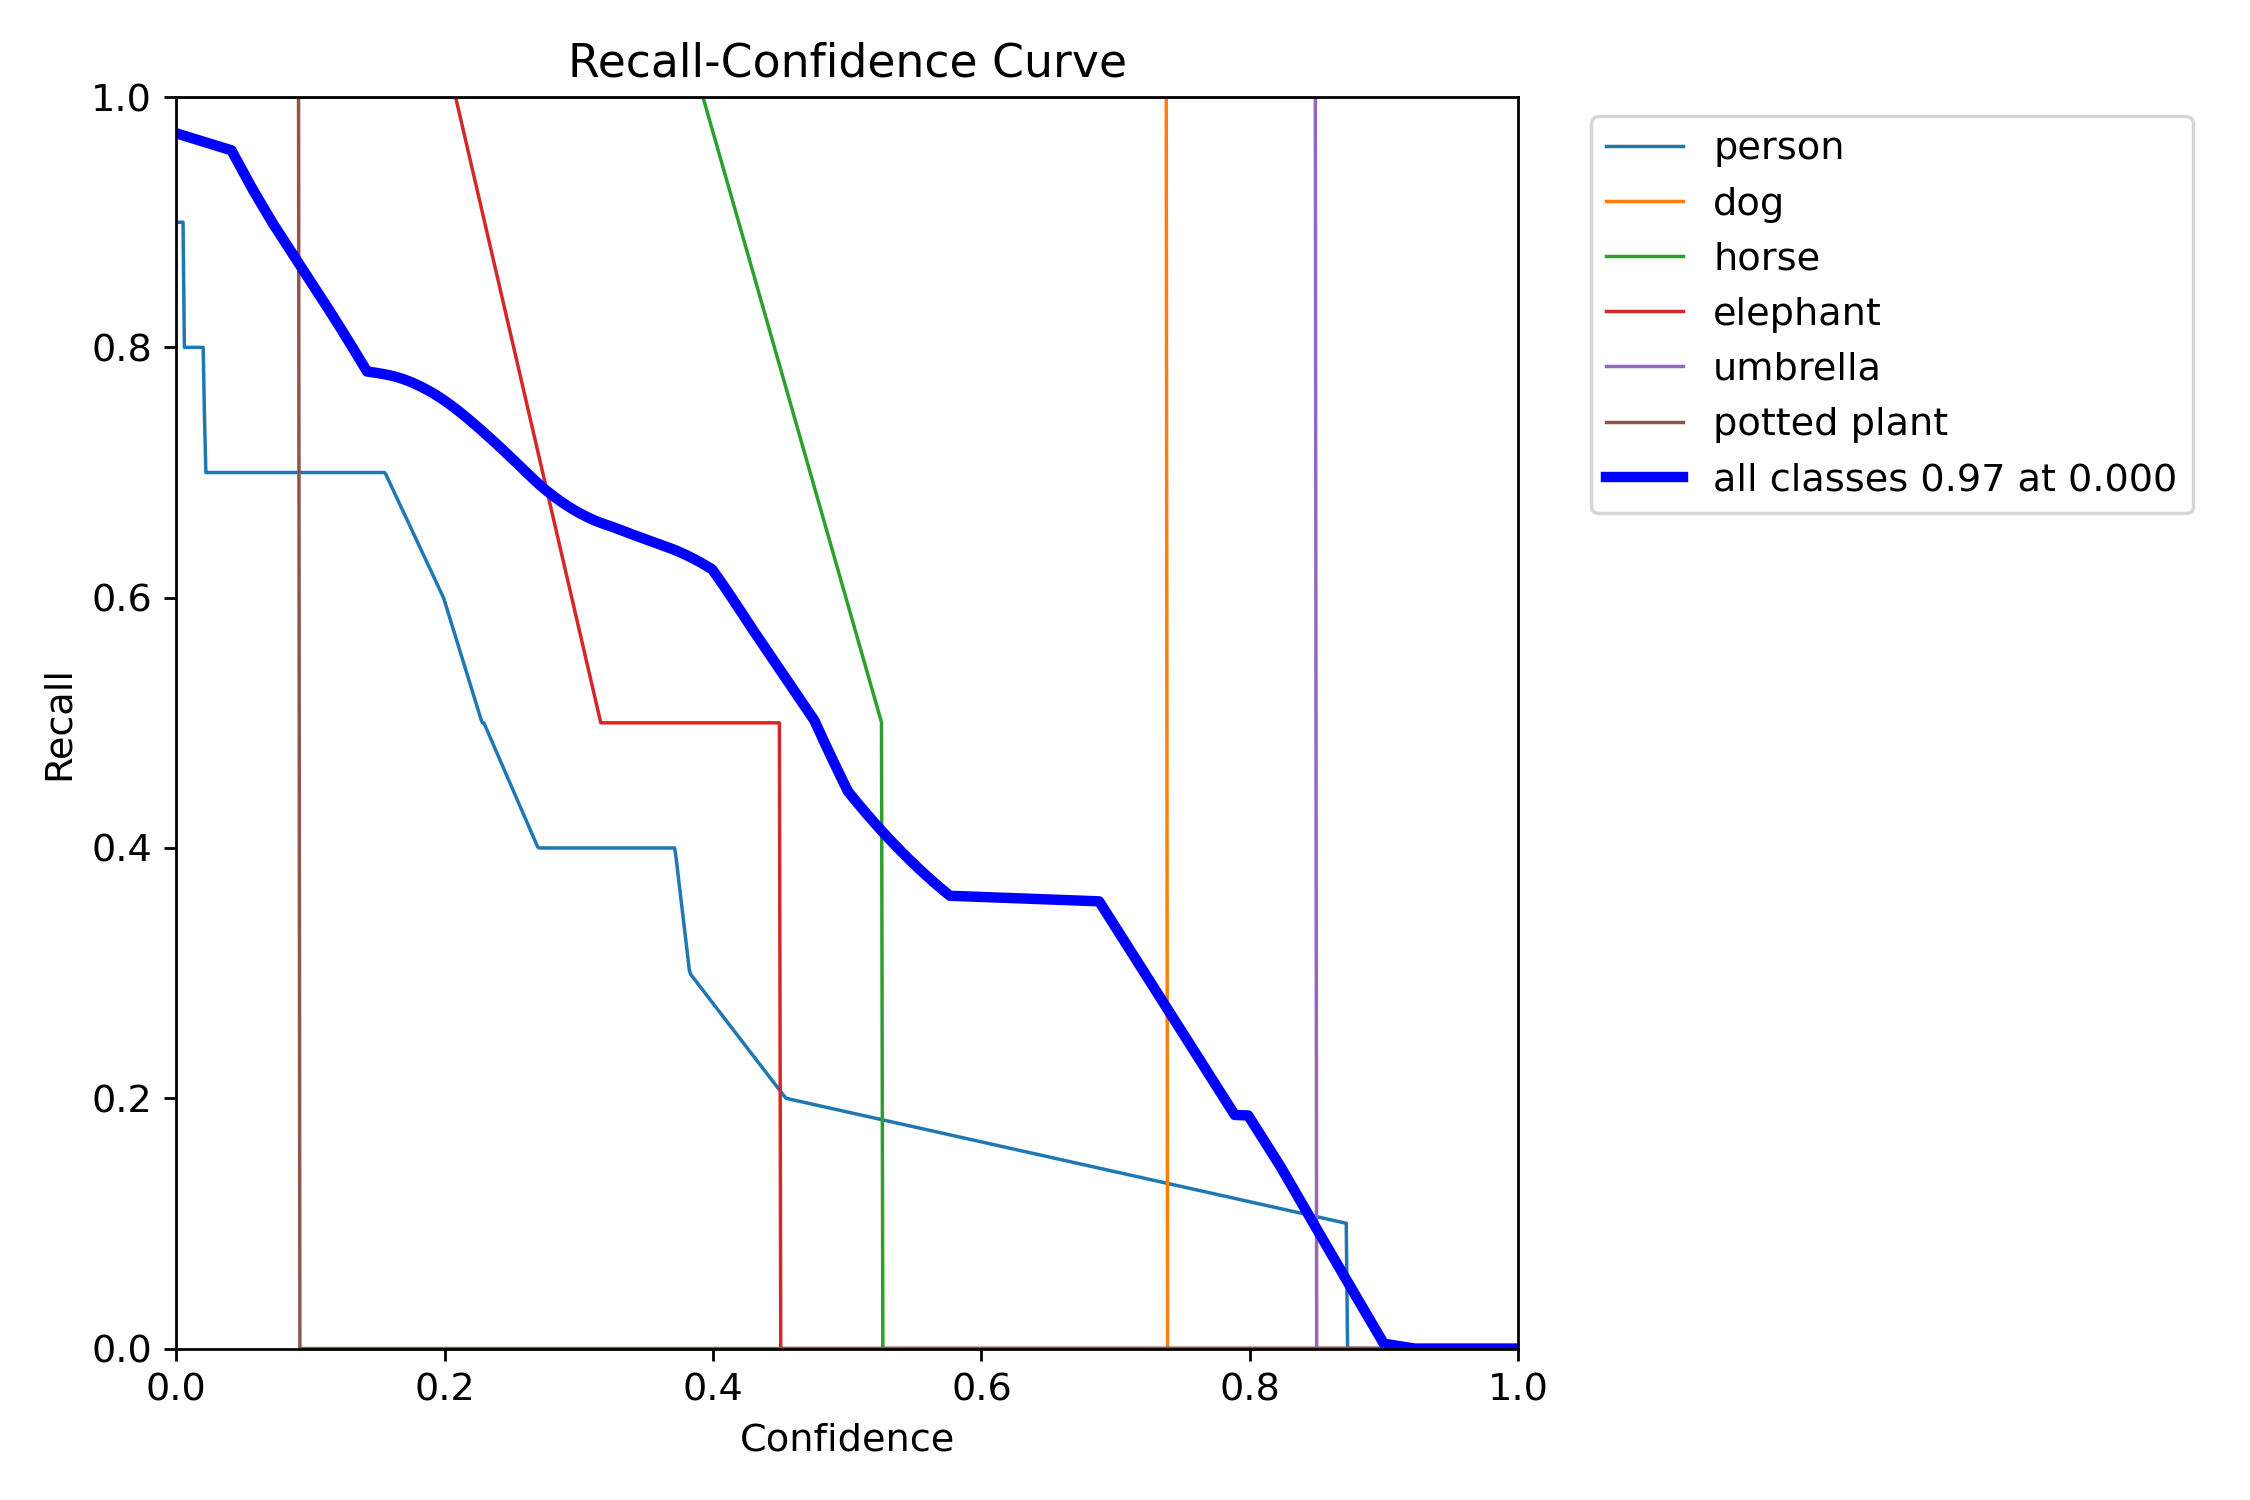 Recall-Confidence Curve
1.0
0.8
0.6
0.4
0.2
0.0
Recall
0.0 0.2 0.4 0.6 0.8 1.0
Confidence
person
dog
horse
elephant
umbrella
potted plant
all classes 0.97 at 0.000